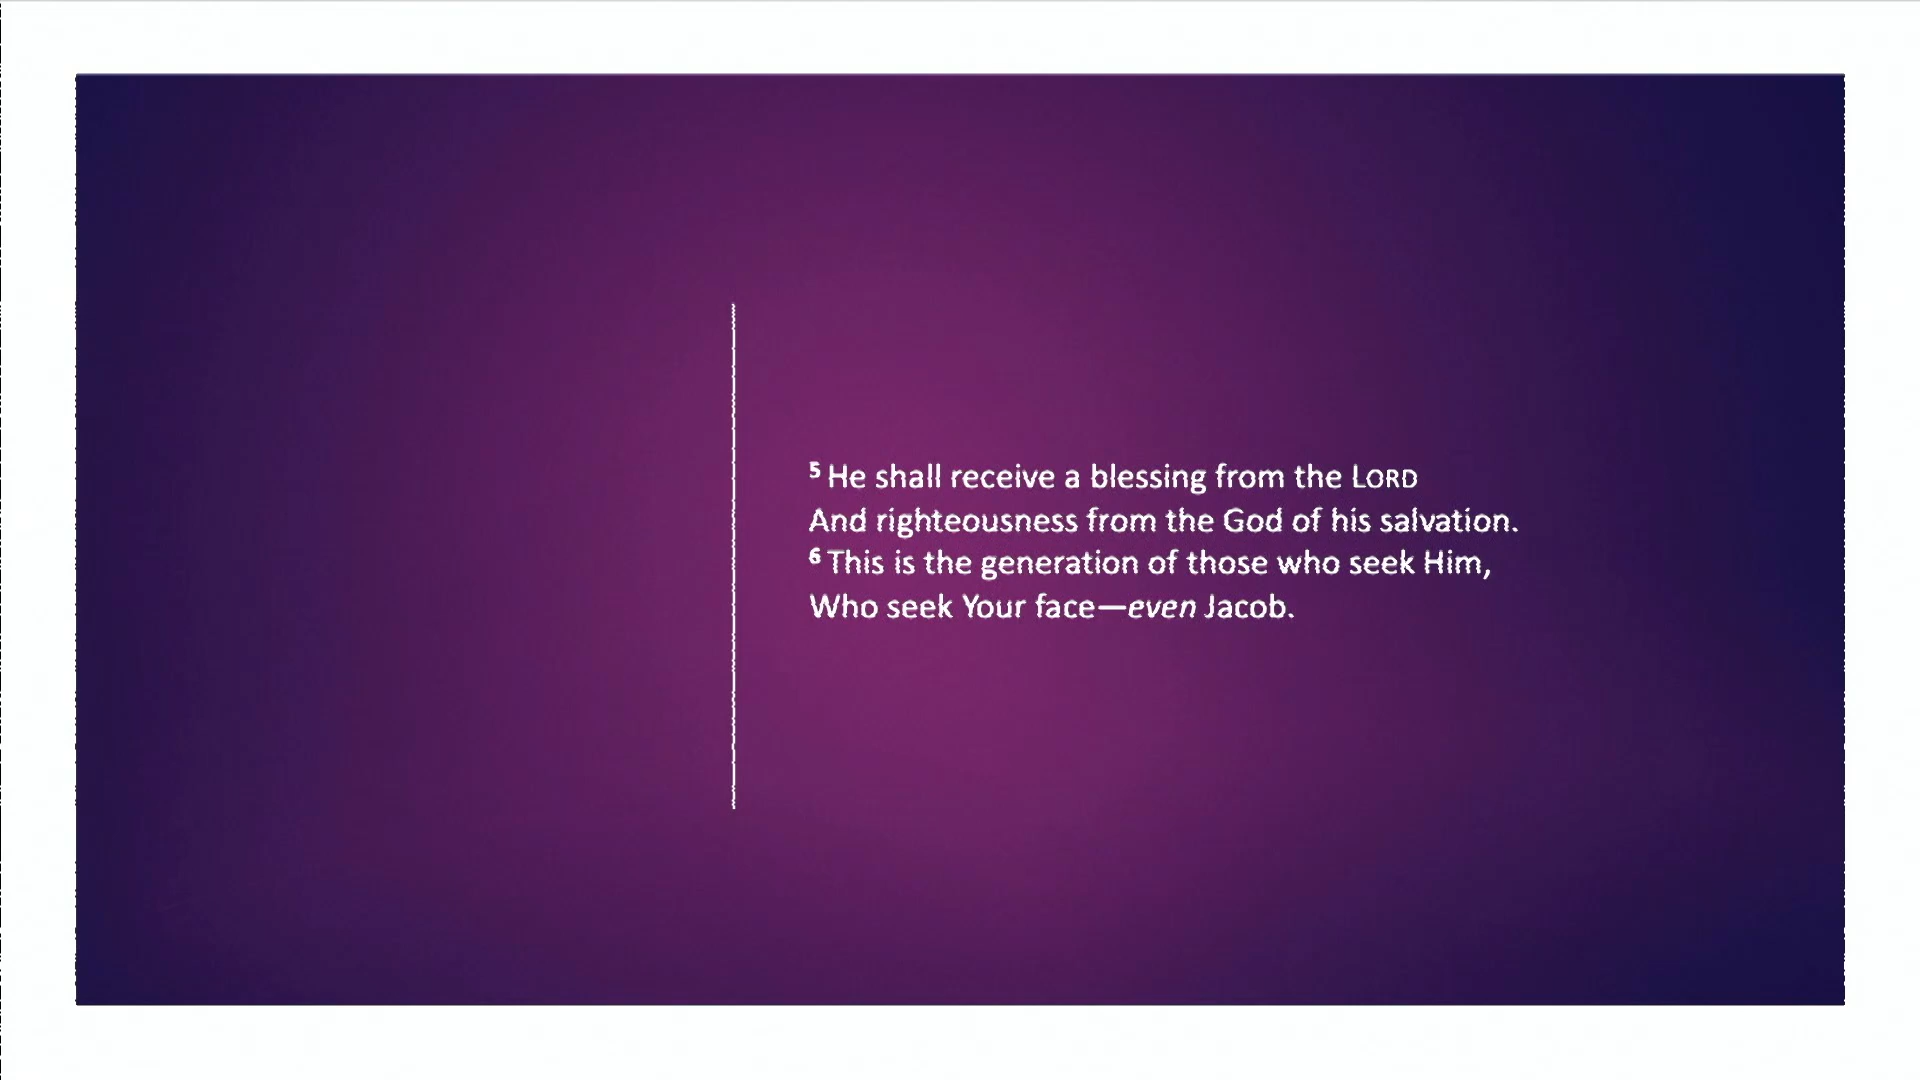 5 He shall receive a blessing from the LORD
And righteousness from the God of his salvation.
6 This is the generation of those who seek Him,
Who seek Your face—even Jacob.